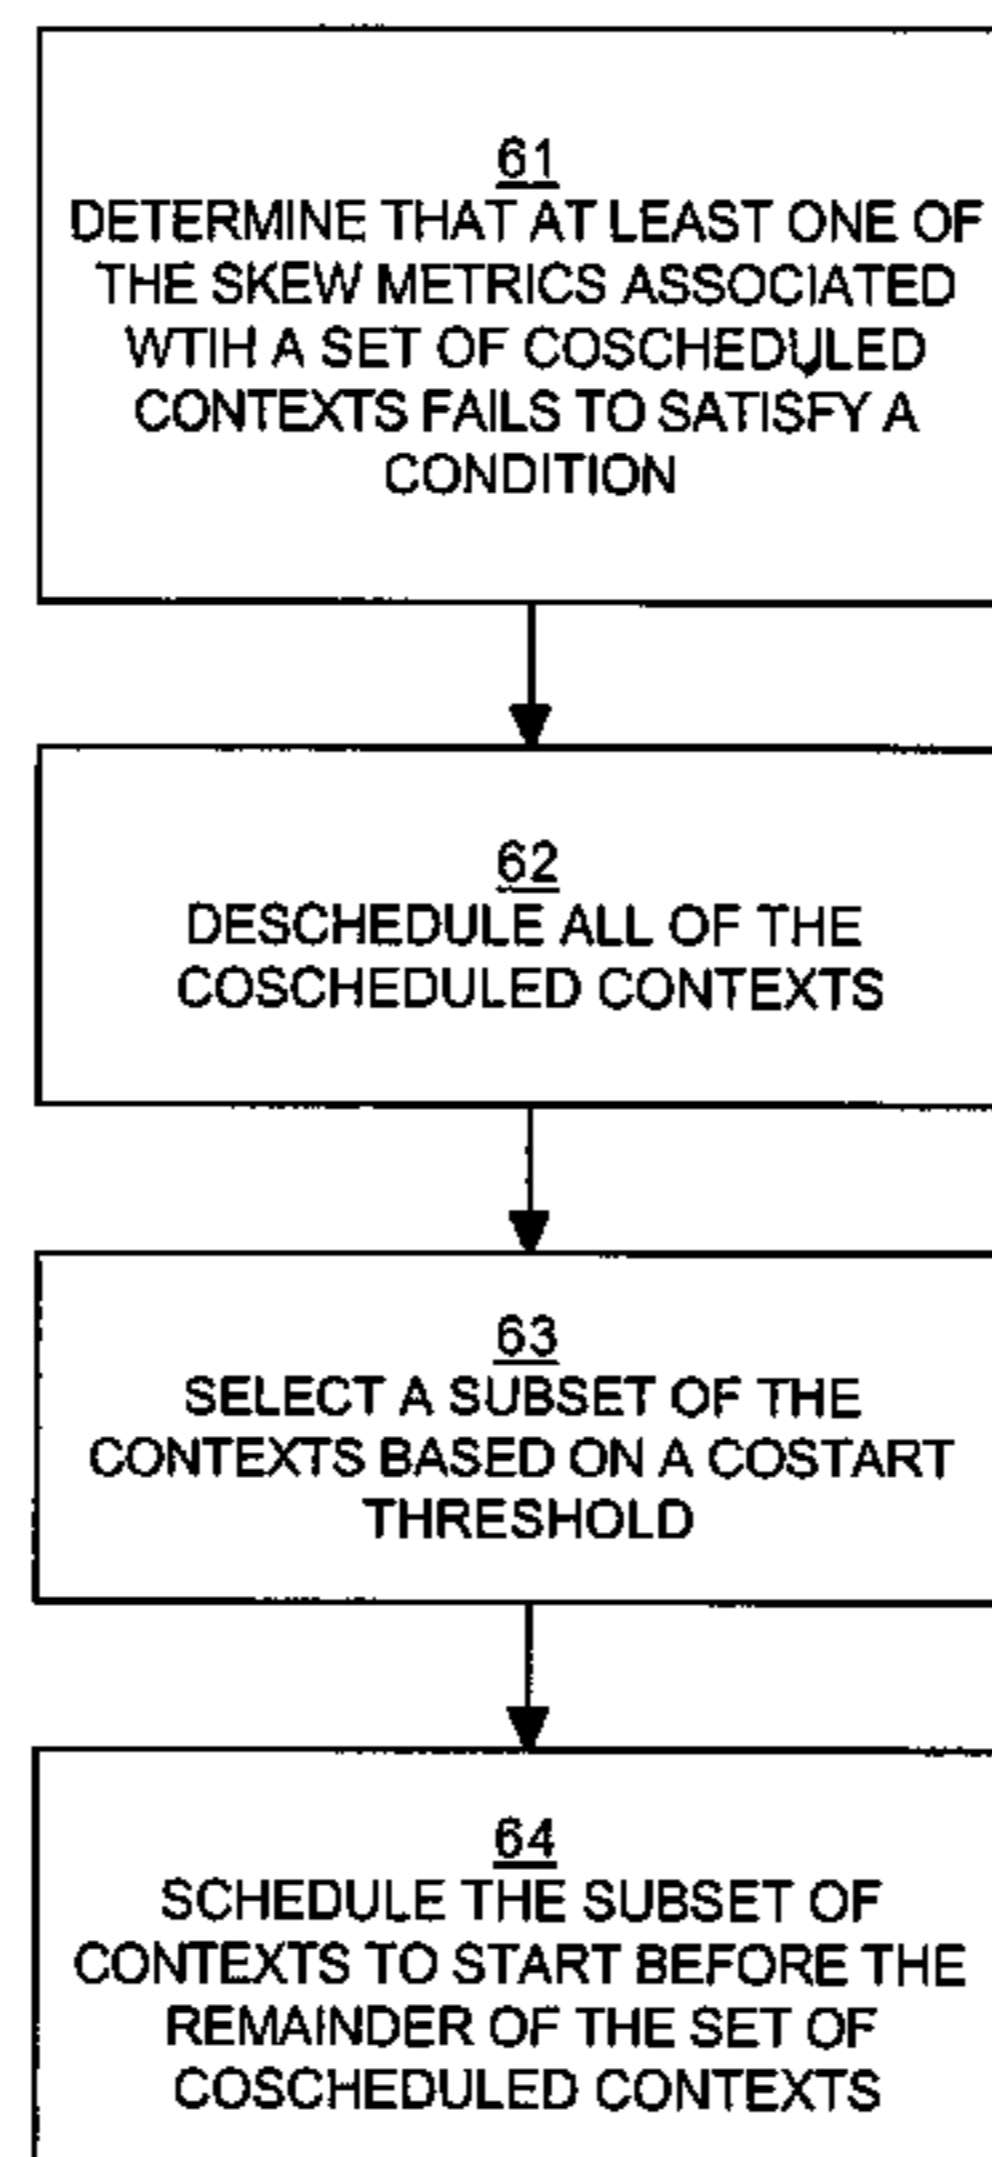 61
DETERMINE THAT AT LEAST ONE OF
THE SKEW METRICS ASSOCIATED
WTIH A SET OF COSCHEDULED
CONTEXTS FAILS TO SATISFY A
CONDITION
62
DESCHEDULE ALL OF THE
COSCHEDULED CONTEXTS
63
SELECT A SUBSET OF THE
CONTEXTS BASED ON A COSTART
THRESHOLD
64
SCHEDULE THE SUBSET OF
CONTEXTS TO START BEFORE THE
REMAINDER OF THE SET OF
COSCHEDULED CONTEXTS